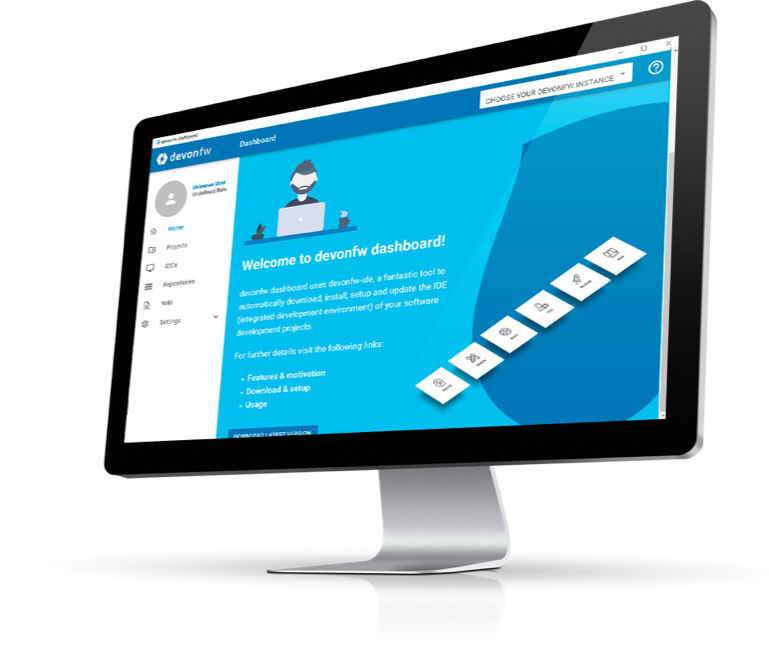 devonfw dashboard
devonfw
Dashboard
CHOOSE YOUR DEVONFW INSTANCE
Unknown User
Undefined Role
Home
Projects
IDEs
Repositories
Wiki
Settings
Welcome to devonfw dashboard!
devonfw dashboard uses devonfw-ide, a fantastic tool to
automatically download, install, setup and update the IDE
(integrated development environment) of your software
development projects.
For further details visit the following links:
• Features & motivation
• Download & setup
• Usage
DOWNLOAD LATEST VERSION